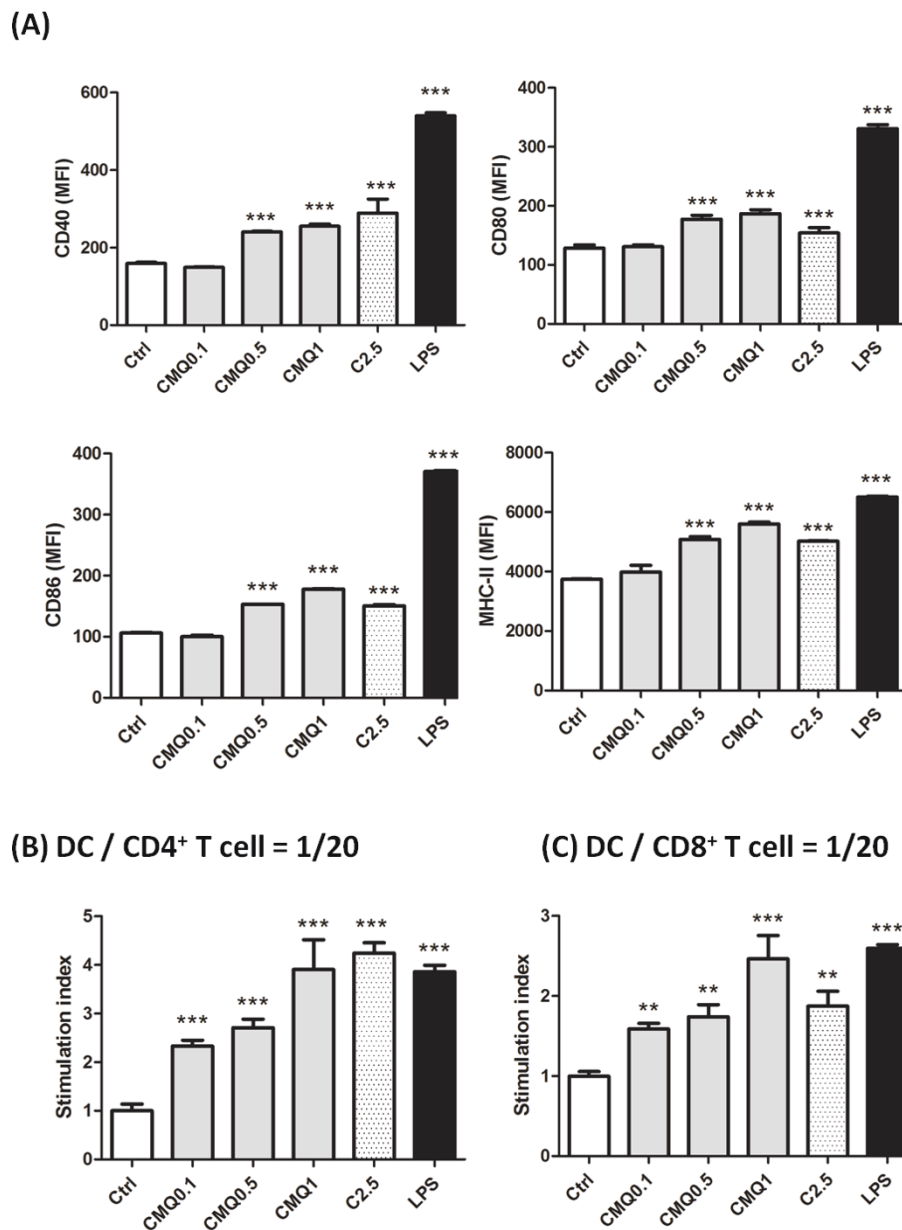 (A)
600
400
200
0
CD40 (MFI)
***
***
***
***
Ctrl
CMQ0.1
CMQ0.5
CMQ1
C2.5
LPS
400
300
200
100
0
CD80 (MFI)
***
***
***
***
Ctrl
CMQ0.1
CMQ0.5
CMQ1
C2.5
LPS
400
300
200
100
0
CD86 (MFI)
***
***
***
***
Ctrl
CMQ0.1
CMQ0.5
CMQ1
C2.5
LPS
8000
6000
4000
2000
0
MHC-II (MFI)
***
***
***
***
Ctrl
CMQ0.1
CMQ0.5
CMQ1
C2.5
LPS
(B) DC / CD4⁺ T cell = 1/20
5
4
3
2
1
0
Stimulation index
***
***
***
***
***
Ctrl
CMQ0.1
CMQ0.5
CMQ1
C2.5
LPS
(C) DC / CD8⁺ T cell = 1/20
3
2
1
0
Stimulation index
**
**
***
**
***
Ctrl
CMQ0.1
CMQ0.5
CMQ1
C2.5
LPS